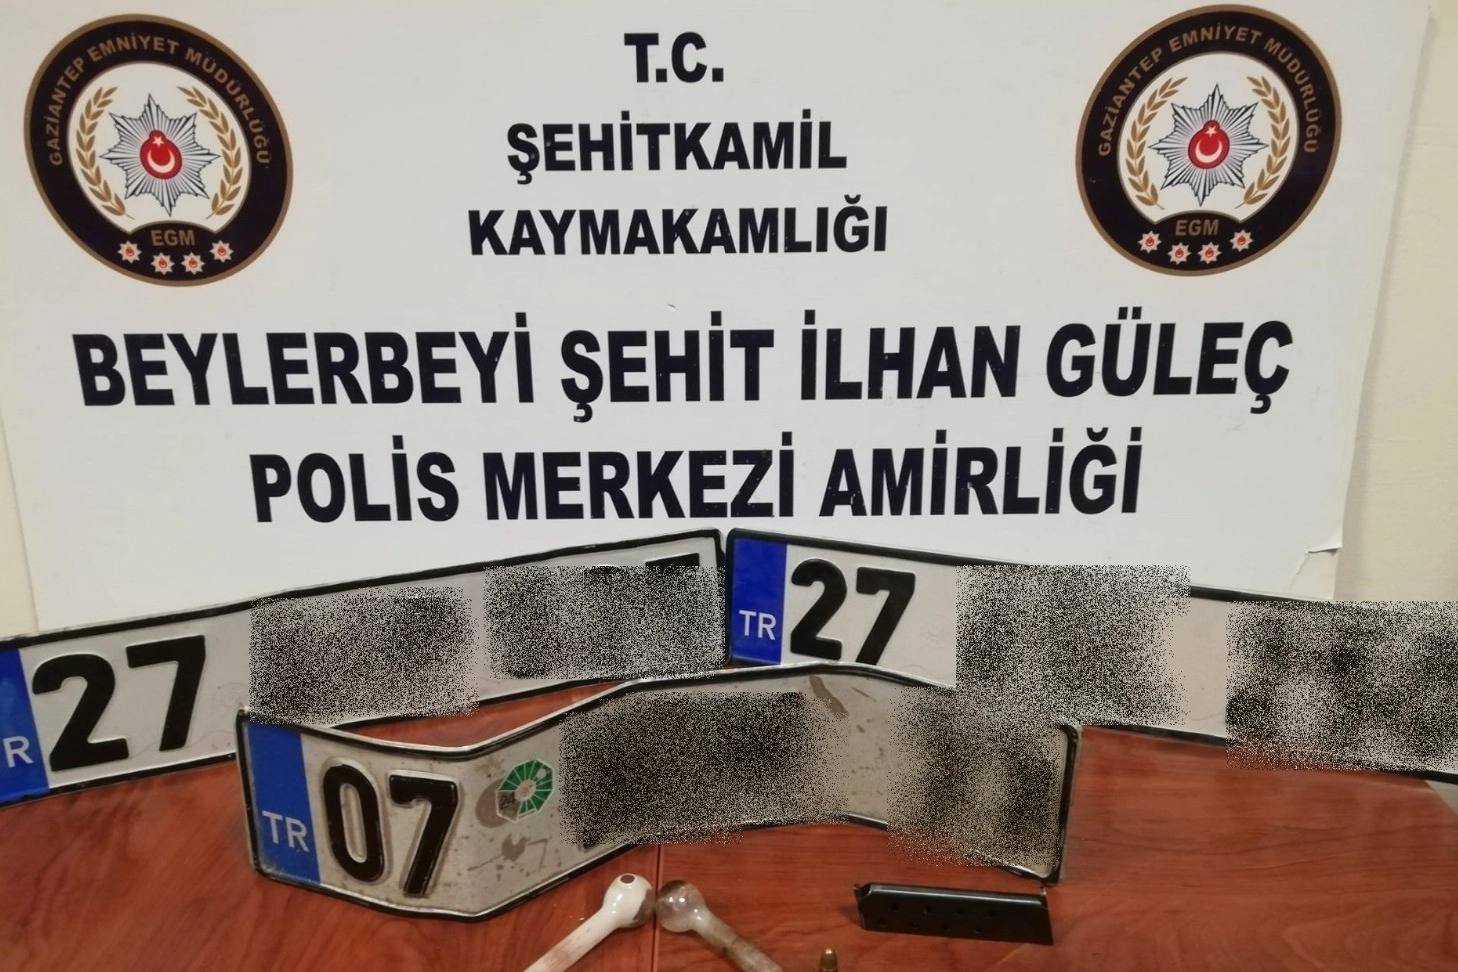 GAZİANTEP EMNİYET MÜDÜRLÜĞÜ
EGM
T.C.
ŞEHİTKAMİL
KAYMAKAMLIĞI
GAZİANTEP EMNİYET MÜDÜRLÜĞÜ
EGM
BEYLERBEYİ ŞEHİT İLHAN GÜLEÇ
POLİS MERKEZİ AMİRLİĞİ
R 27
TR 27
TR 07